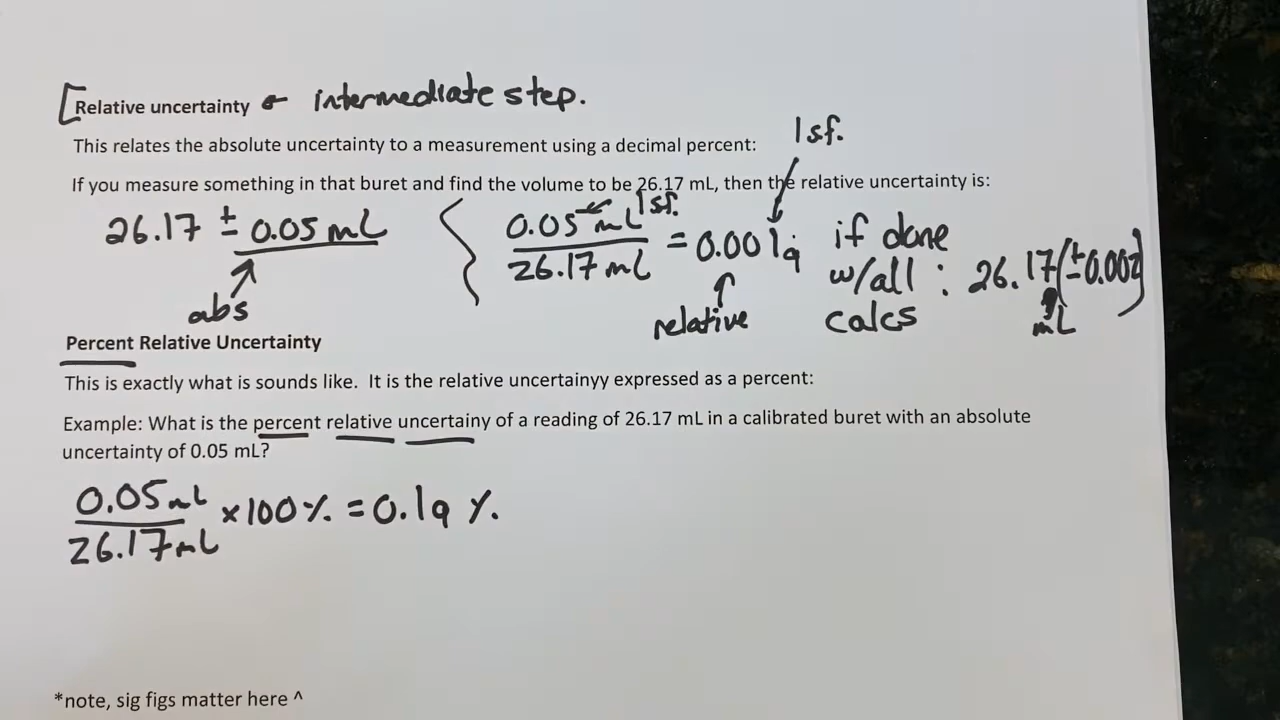 [Relative uncertainty ← intermediate step.
This relates the absolute uncertainty to a measurement using a decimal percent:
1 sf.
If you measure something in that buret and find the volume to be 26.17 mL, then the relative uncertainty is:
26.17 ± 0.05 mL
abs
{ 0.05 mL ← 1 sf.
26.17 mL
= 0.001₉
relative
if done
w/all :
calcs
26.17 (±0.002)
mL
Percent Relative Uncertainty
This is exactly what is sounds like. It is the relative uncertainyy expressed as a percent:
Example: What is the percent relative uncertainy of a reading of 26.17 mL in a calibrated buret with an absolute
uncertainty of 0.05 mL?
0.05 mL
26.17 mL
× 100 % = 0.1₉ %.
*note, sig figs matter here ^